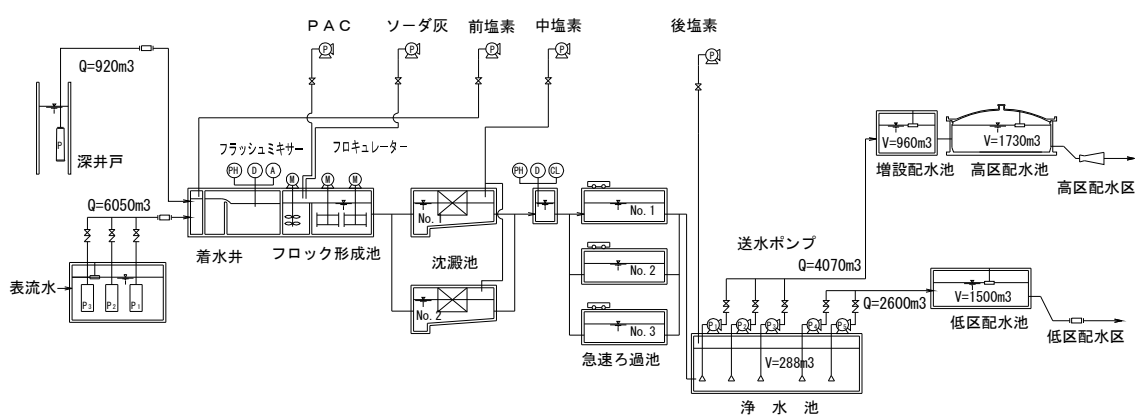 ＰＡＣ
ソーダ灰
前塩素
中塩素
後塩素
P
P
P
P
P
Q=920m3
P
深井戸
フラッシュミキサー
フロキュレーター
PH
D
A
M
M
M
PH
D
CL
Q=6050m3
表流水
P3
P2
P1
着水井
フロック形成池
No. 1
沈澱池
No. 2
No. 1
No. 2
No. 3
急速ろ過池
送水ポンプ
Q=4070m3
Q=2600m3
P1
P2
P3
P4
P5
V=288m3
浄 水 池
V=960m3
増設配水池
V=1730m3
高区配水池
高区配水区
V=1500m3
低区配水池
低区配水区